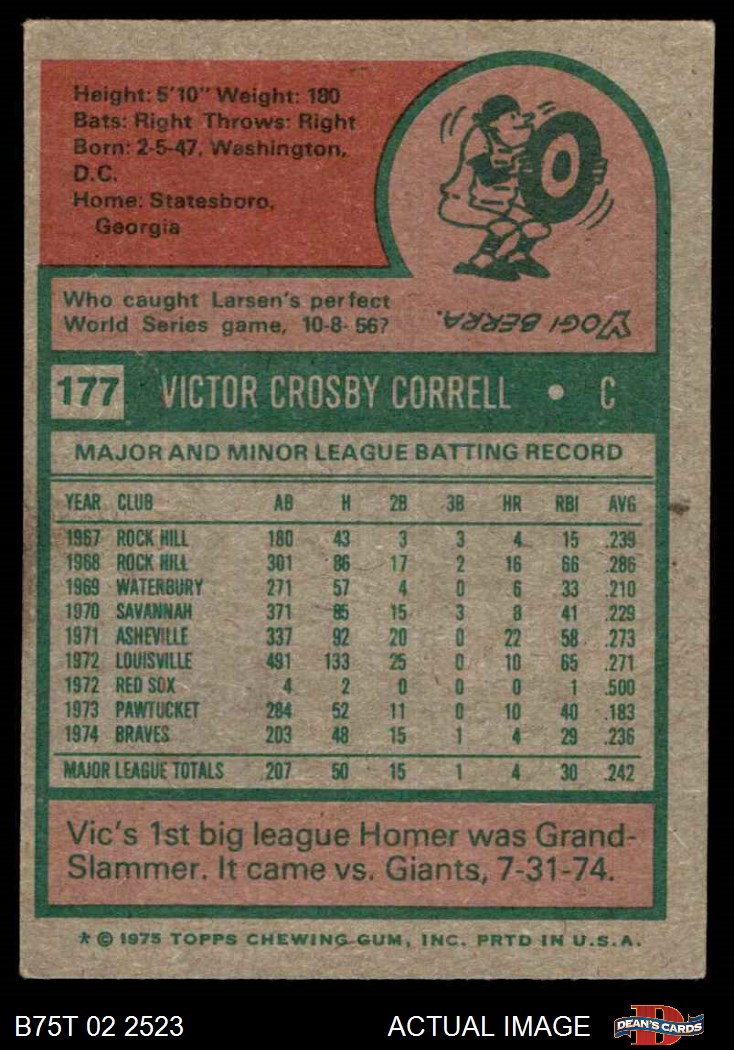 Height: 5'10" Weight: 180
Bats: Right Throws: Right
Born: 2-5-47, Washington,
D.C.
Home: Statesboro,
Georgia
Who caught Larsen's perfect
World Series game, 10-8-56?
YOGI BERRA.
177 VICTOR CROSBY CORRELL • C
MAJOR AND MINOR LEAGUE BATTING RECORD
YEAR CLUB AB H 2B 3B HR RBI AVG
1967 ROCK HILL 180 43 3 3 4 15 .239
1968 ROCK HILL 301 86 17 2 16 66 .286
1969 WATERBURY 271 57 4 0 6 33 .210
1970 SAVANNAH 371 85 15 3 8 41 .229
1971 ASHEVILLE 337 92 20 0 22 58 .273
1972 LOUISVILLE 491 133 25 0 10 65 .271
1972 RED SOX 4 2 0 0 0 1 .500
1973 PAWTUCKET 284 52 11 0 10 40 .183
1974 BRAVES 203 48 15 1 4 29 .236
MAJOR LEAGUE TOTALS 207 50 15 1 4 30 .242
Vic's 1st big league Homer was Grand-
Slammer. It came vs. Giants, 7-31-74.
* © 1975 TOPPS CHEWING GUM, INC. PRTD IN U.S.A.
B75T 02 2523 ACTUAL IMAGE DEAN'S CARDS